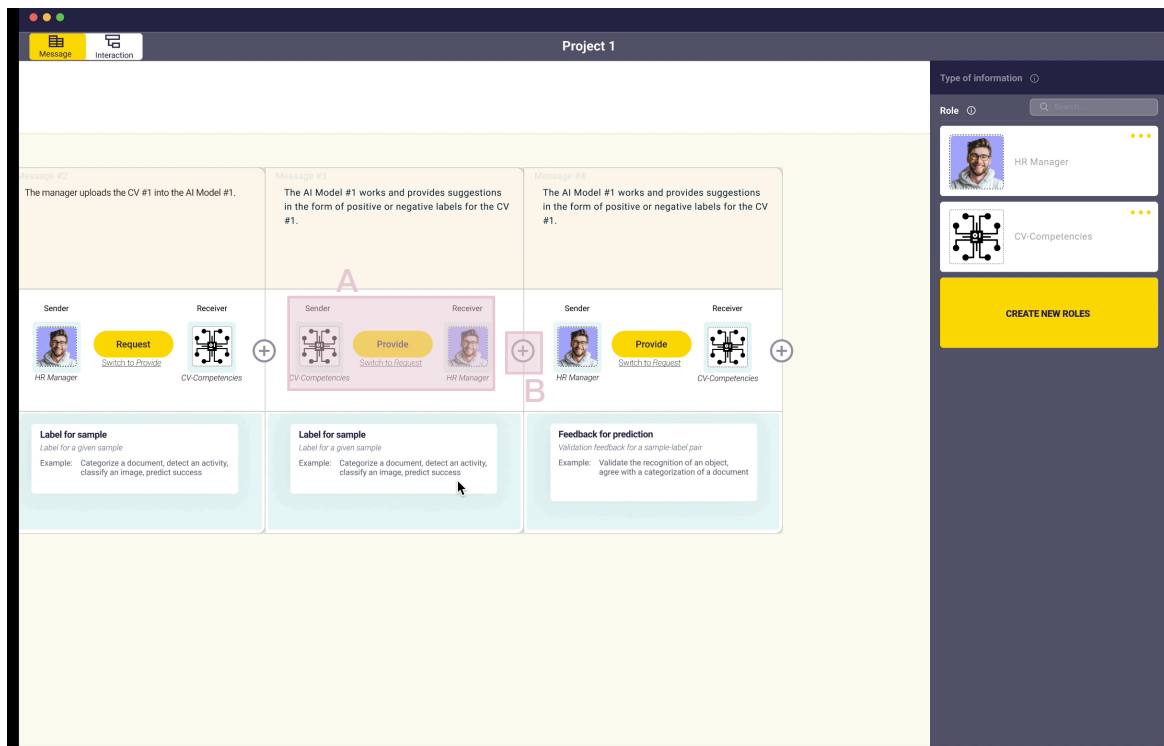 Message
Interaction
Project 1
Type of information
Role
Search...
HR Manager
CV-Competencies
CREATE NEW ROLES
Message #2
The manager uploads the CV #1 into the AI Model #1.
Message #3
The AI Model #1 works and provides suggestions
in the form of positive or negative labels for the CV
#1.
Message #4
The AI Model #1 works and provides suggestions
in the form of positive or negative labels for the CV
#1.
Sender
Receiver
Request
Switch to Provide
HR Manager
CV-Competencies
A
Sender
Receiver
Provide
Switch to Request
CV-Competencies
HR Manager
B
Sender
Receiver
Provide
Switch to Request
HR Manager
CV-Competencies
Label for sample
Label for a given sample
Example: Categorize a document, detect an activity,
classify an image, predict success
Label for sample
Label for a given sample
Example: Categorize a document, detect an activity,
classify an image, predict success
Feedback for prediction
Validation feedback for a sample-label pair
Example: Validate the recognition of an object,
agree with a categorization of a document